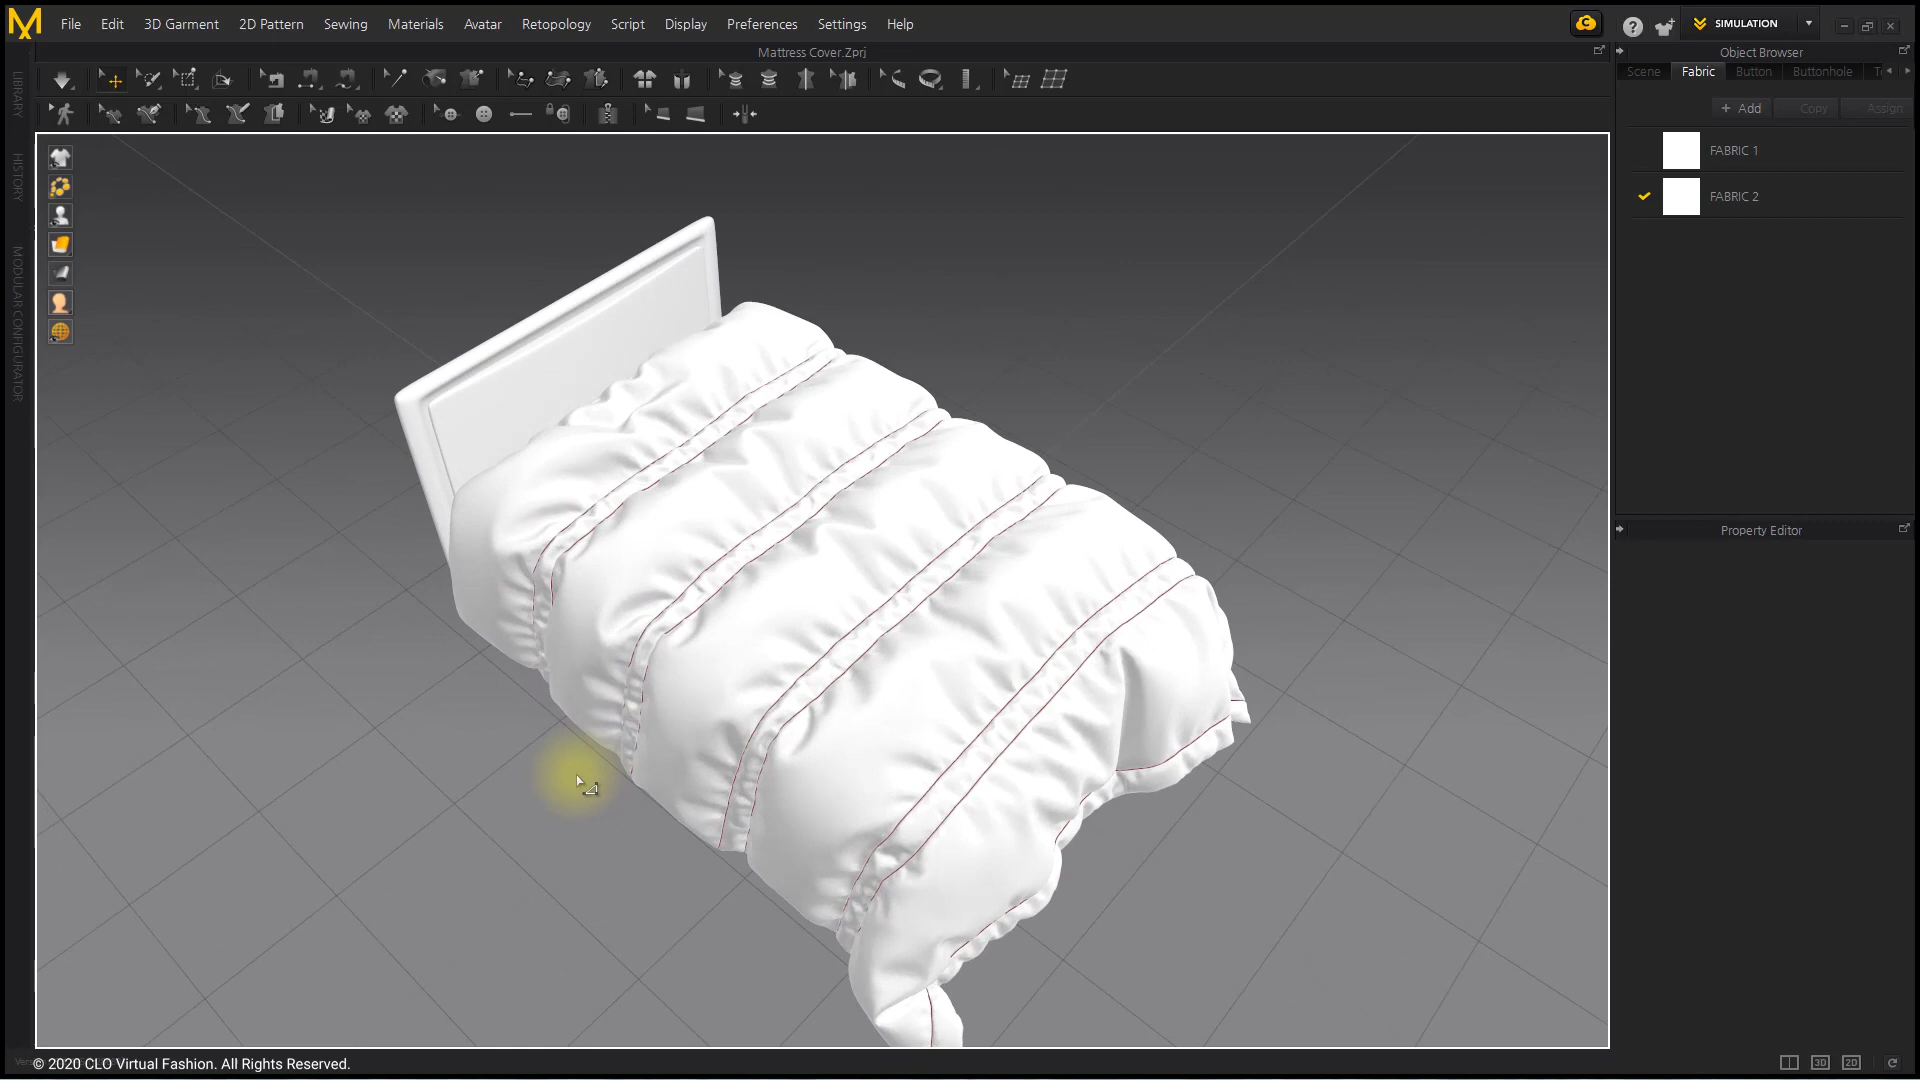 File Edit 3D Garment 2D Pattern Sewing Materials Avatar Retopology Script Display Preferences Settings Help
SIMULATION
Mattress Cover.Zprj
Object Browser
Scene Fabric Button Buttonhole
+ Add Copy Assign
FABRIC 1
FABRIC 2
Property Editor
LIBRARY
HISTORY
MODULAR CONFIGURATOR
© 2020 CLO Virtual Fashion. All Rights Reserved.
3D 2D